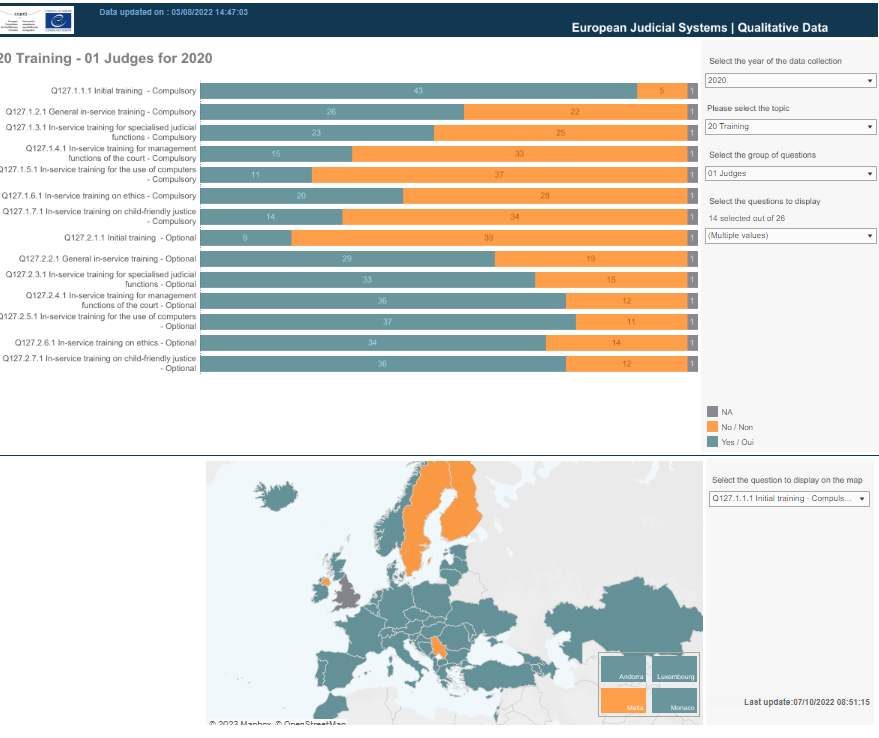 Data updated on : 03/08/2022 14:47:03
European Judicial Systems | Qualitative Data
20 Training - 01 Judges for 2020
Q127.1.1.1 Initial training - Compulsory
43
5
1
Q127.1.2.1 General in-service training - Compulsory
26
22
1
Q127.1.3.1 In-service training for specialised judicial
functions - Compulsory
23
25
1
Q127.1.4.1 In-service training for management
functions of the court - Compulsory
15
33
1
Q127.1.5.1 In-service training for the use of computers
- Compulsory
11
37
1
Q127.1.6.1 In-service training on ethics - Compulsory
20
28
1
Q127.1.7.1 In-service training on child-friendly justice
- Compulsory
14
34
1
Q127.2.1.1 Initial training - Optional
9
39
1
Q127.2.2.1 General in-service training - Optional
29
19
1
Q127.2.3.1 In-service training for specialised judicial
functions - Optional
33
15
1
Q127.2.4.1 In-service training for management
functions of the court - Optional
36
12
1
Q127.2.5.1 In-service training for the use of computers
- Optional
37
11
1
Q127.2.6.1 In-service training on ethics - Optional
34
14
1
Q127.2.7.1 In-service training on child-friendly justice
- Optional
36
12
1
Select the year of the data collection
2020
Please select the topic
20 Training
Select the group of questions
01 Judges
Select the questions to display
14 selected out of 26
(Multiple values)
NA
No / Non
Yes / Oui
Select the question to display on the map
Q127.1.1.1 Initial training - Compuls...
Andorra
Luxembourg
Malta
Monaco
Last update:07/10/2022 08:51:15
© 2023 Mapbox © OpenStreetMap